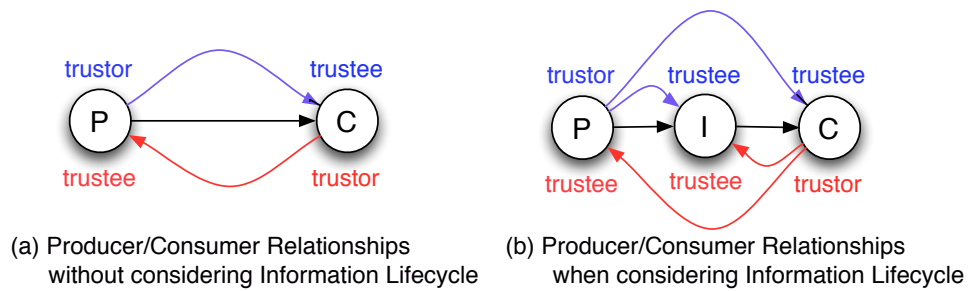 trustor trustee
P C
trustee trustor
(a) Producer/Consumer Relationships
without considering Information Lifecycle
trustor trustee trustee
P I C
trustee trustee trustor
(b) Producer/Consumer Relationships
when considering Information Lifecycle